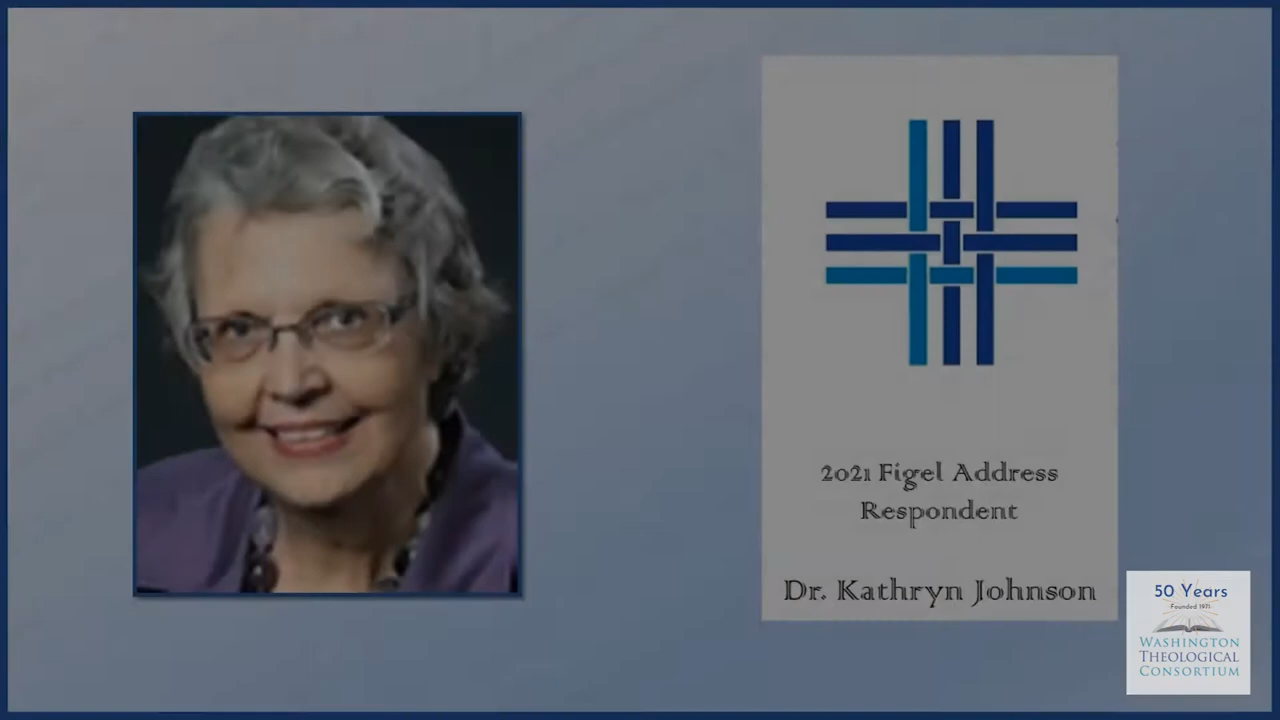 2021 Figel Address
Respondent
Dr. Kathryn Johnson
50 Years
Founded 1971
WASHINGTON
THEOLOGICAL
CONSORTIUM